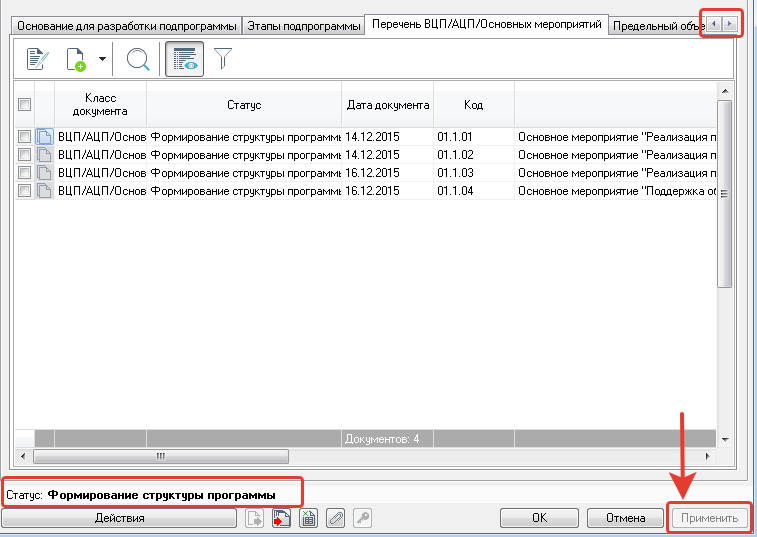 Основание для разработки подпрограммы Этапы подпрограммы Перечень ВЦП/АЦП/Основных мероприятий Предельный объе
Класс документа Статус Дата документа Код
ВЦП/АЦП/Основ Формирование структуры программы 14.12.2015 01.1.01 Основное мероприятие "Реализация п
ВЦП/АЦП/Основ Формирование структуры программы 14.12.2015 01.1.02 Основное мероприятие "Реализация п
ВЦП/АЦП/Основ Формирование структуры программы 16.12.2015 01.1.03 Основное мероприятие "Реализация п
ВЦП/АЦП/Основ Формирование структуры программы 16.12.2015 01.1.04 Основное мероприятие "Поддержка об
Документов: 4
Статус: Формирование структуры программы
Действия OK Отмена Применить